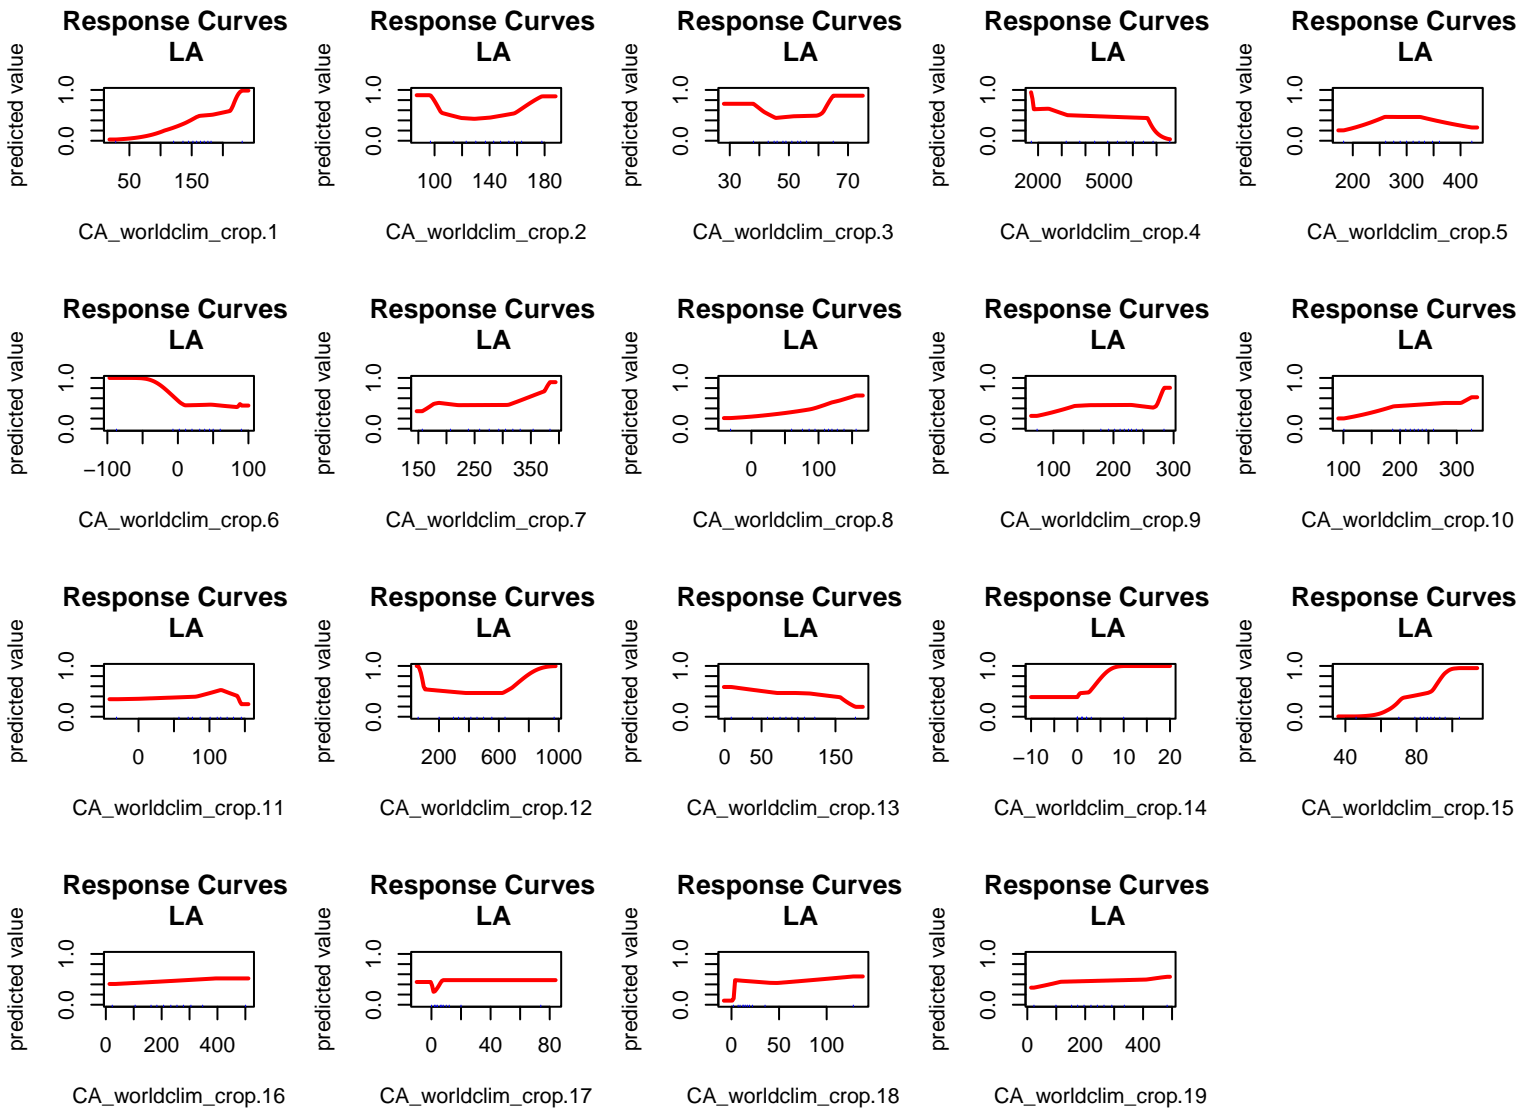 Response Curves
LA
predicted value
0.0 1.0
50 150
CA_worldclim_crop.1
Response Curves
LA
predicted value
0.0 1.0
100 140 180
CA_worldclim_crop.2
Response Curves
LA
predicted value
0.0 1.0
30 50 70
CA_worldclim_crop.3
Response Curves
LA
predicted value
0.0 1.0
2000 5000
CA_worldclim_crop.4
Response Curves
LA
predicted value
0.0 1.0
200 300 400
CA_worldclim_crop.5
Response Curves
LA
predicted value
0.0 1.0
−100 0 100
CA_worldclim_crop.6
Response Curves
LA
predicted value
0.0 1.0
150 250 350
CA_worldclim_crop.7
Response Curves
LA
predicted value
0.0 1.0
0 100
CA_worldclim_crop.8
Response Curves
LA
predicted value
0.0 1.0
100 200 300
CA_worldclim_crop.9
Response Curves
LA
predicted value
0.0 1.0
100 200 300
CA_worldclim_crop.10
Response Curves
LA
predicted value
0.0 1.0
0 100
CA_worldclim_crop.11
Response Curves
LA
predicted value
0.0 1.0
200 600 1000
CA_worldclim_crop.12
Response Curves
LA
predicted value
0.0 1.0
0 50 150
CA_worldclim_crop.13
Response Curves
LA
predicted value
0.0 1.0
−10 0 10 20
CA_worldclim_crop.14
Response Curves
LA
predicted value
0.0 1.0
40 80
CA_worldclim_crop.15
Response Curves
LA
predicted value
0.0 1.0
0 200 400
CA_worldclim_crop.16
Response Curves
LA
predicted value
0.0 1.0
0 40 80
CA_worldclim_crop.17
Response Curves
LA
predicted value
0.0 1.0
0 50 100
CA_worldclim_crop.18
Response Curves
LA
predicted value
0.0 1.0
0 200 400
CA_worldclim_crop.19